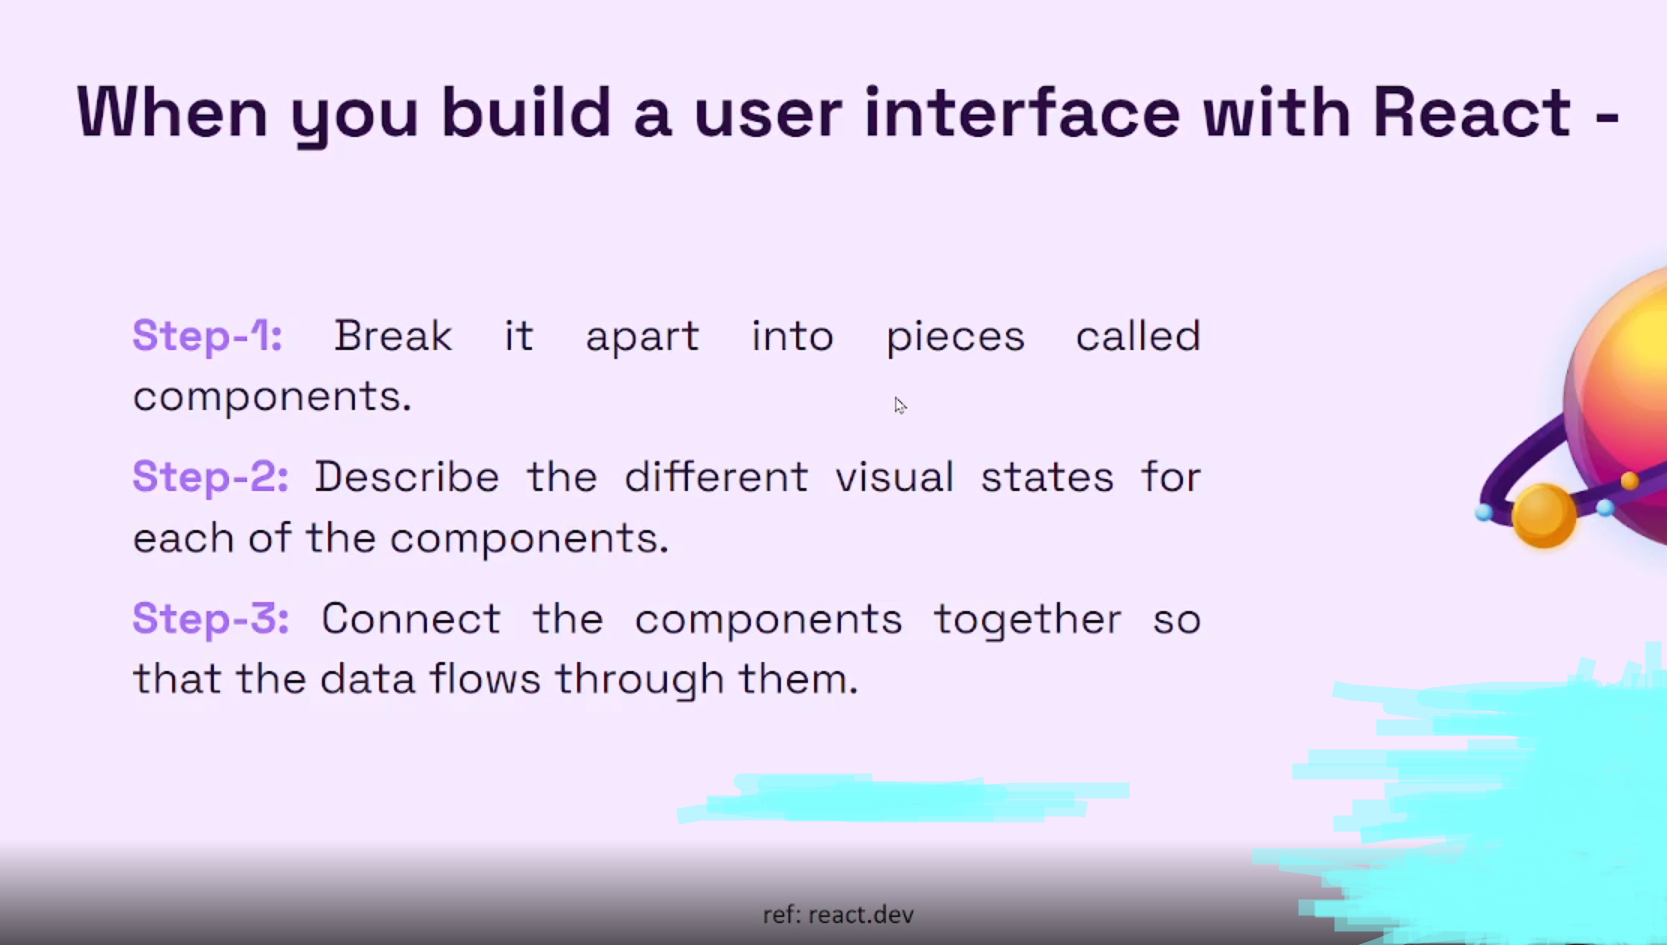 When you build a user interface with React -
Step-1: Break it apart into pieces called
components.
Step-2: Describe the different visual states for
each of the components.
Step-3: Connect the components together so
that the data flows through them.
ref: react.dev